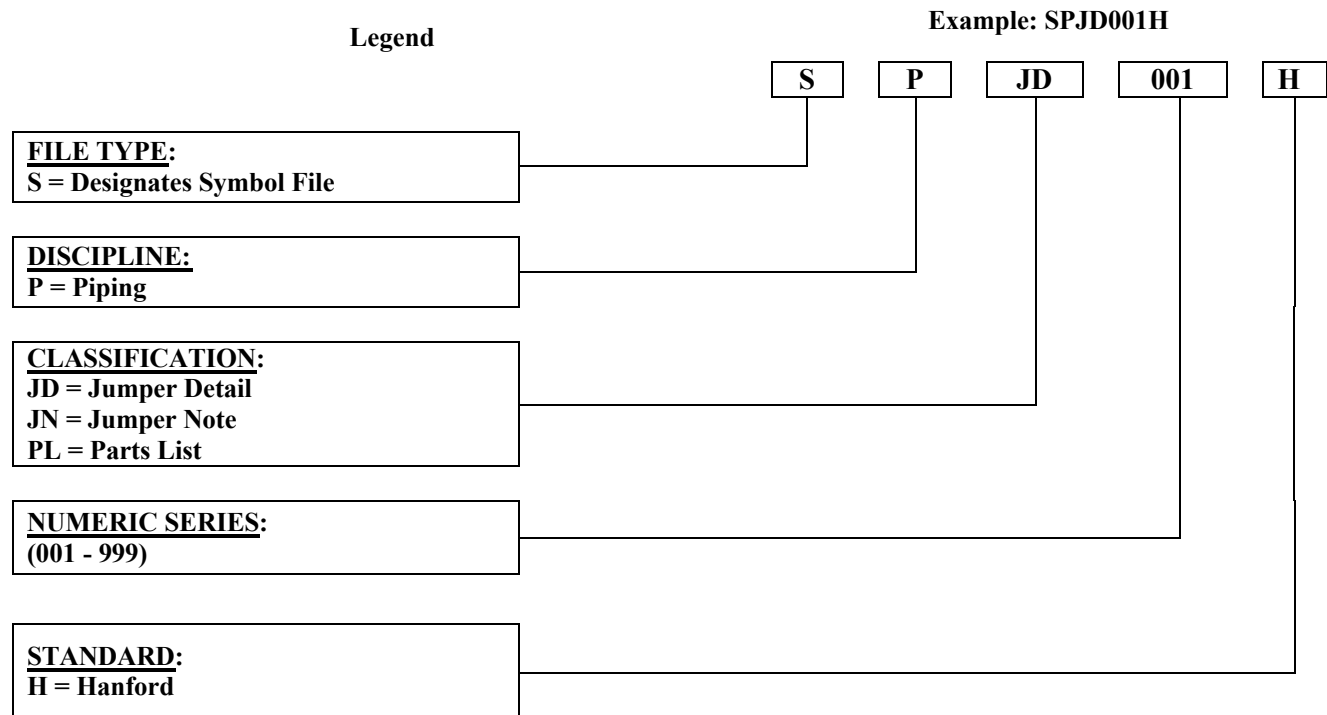 Legend
Example: SPJD001H
S P JD 001 H
FILE TYPE:
S = Designates Symbol File
DISCIPLINE:
P = Piping
CLASSIFICATION:
JD = Jumper Detail
JN = Jumper Note
PL = Parts List
NUMERIC SERIES:
(001 - 999)
STANDARD:
H = Hanford